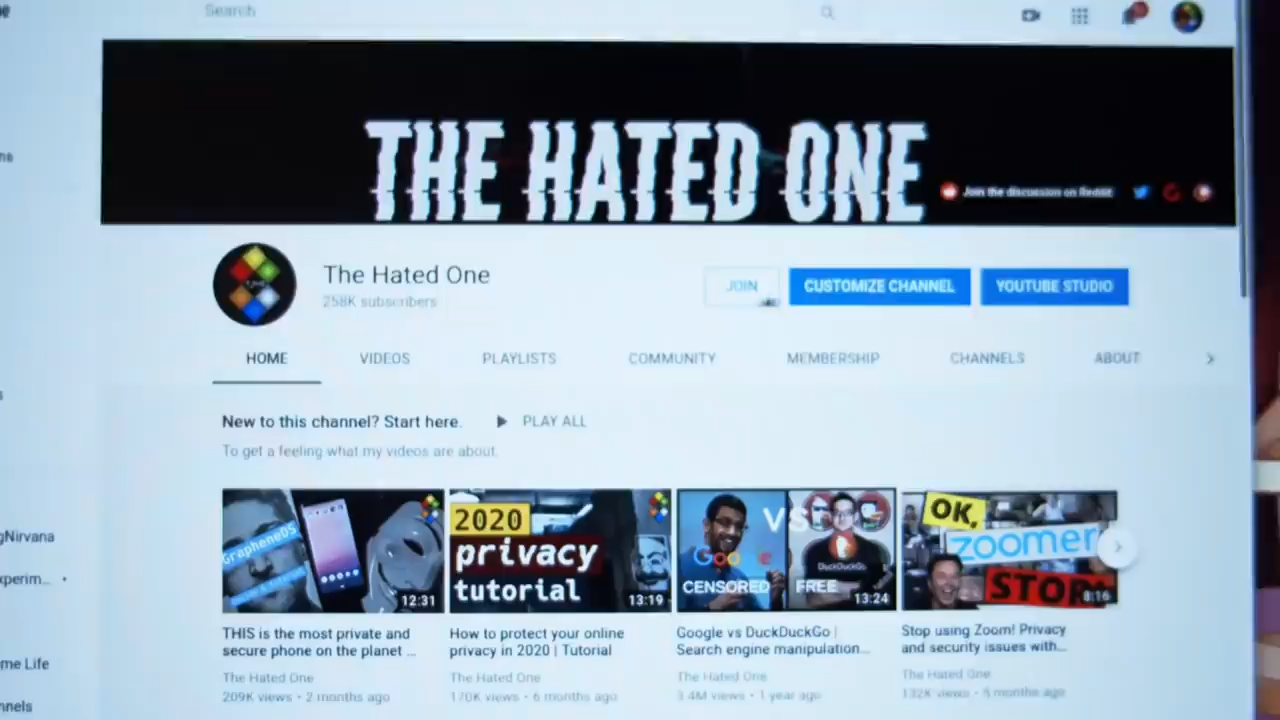 Search
THE HATED ONE
Join the discussion on Reddit
The Hated One
258K subscribers
JOIN
CUSTOMIZE CHANNEL
YOUTUBE STUDIO
HOME
VIDEOS
PLAYLISTS
COMMUNITY
MEMBERSHIP
CHANNELS
ABOUT
New to this channel? Start here.
PLAY ALL
To get a feeling what my videos are about.
GrapheneOS
12:31
2020
privacy
tutorial
13:19
VS
Google
CENSORED
DuckDuckGo
FREE
13:24
OK,
zoomer
STOP
8:16
THIS is the most private and
secure phone on the planet ...
The Hated One
209K views • 2 months ago
How to protect your online
privacy in 2020 | Tutorial
The Hated One
170K views • 6 months ago
Google vs DuckDuckGo |
Search engine manipulation...
The Hated One
3.4M views • 1 year ago
Stop using Zoom! Privacy
and security issues with...
The Hated One
132K views
months ago
gNirvana
xperim...
me Life
nnels